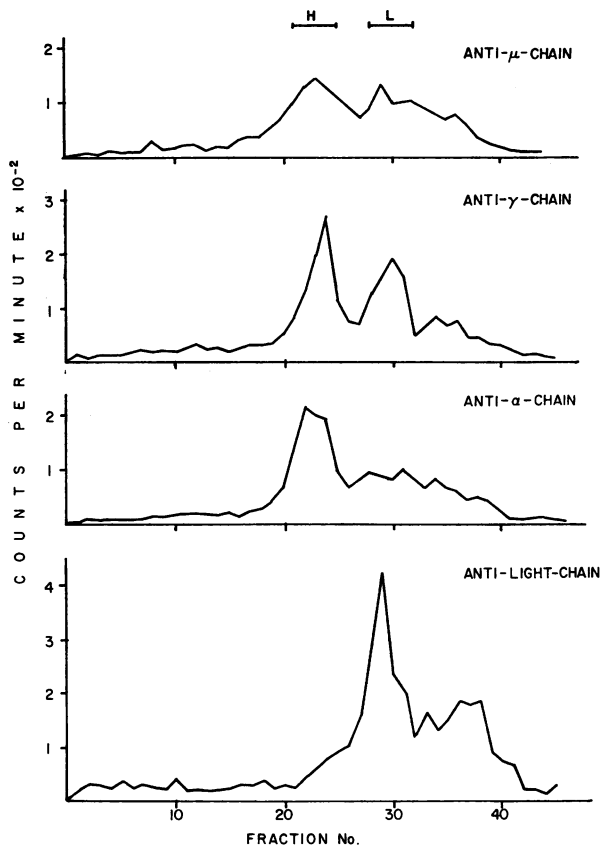 H L
ANTI-μ-CHAIN
2
1
ANTI-γ-CHAIN
3
2
1
ANTI-α-CHAIN
2
1
ANTI-LIGHT-CHAIN
4
3
2
1
10 20 30 40
FRACTION No.
COUNTS PER MINUTE x 10-2